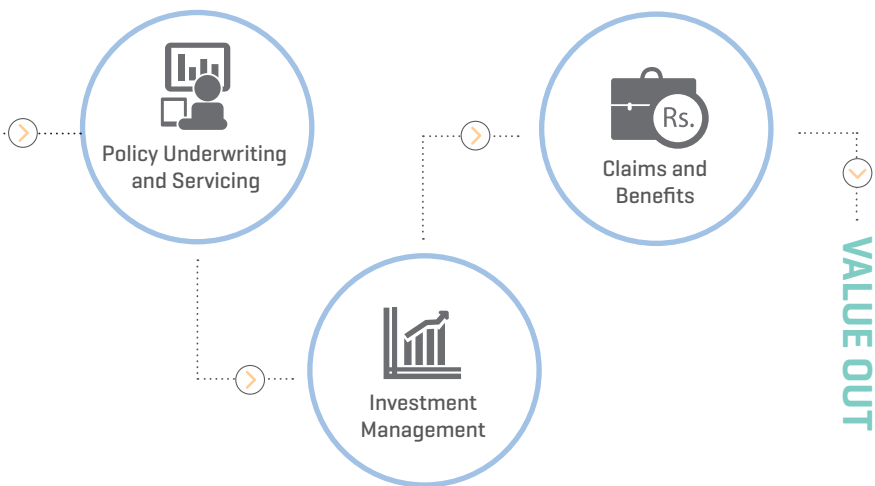 Policy Underwriting
and Servicing
Rs.
Claims and
Benefits
Investment
Management
VALUE OUT